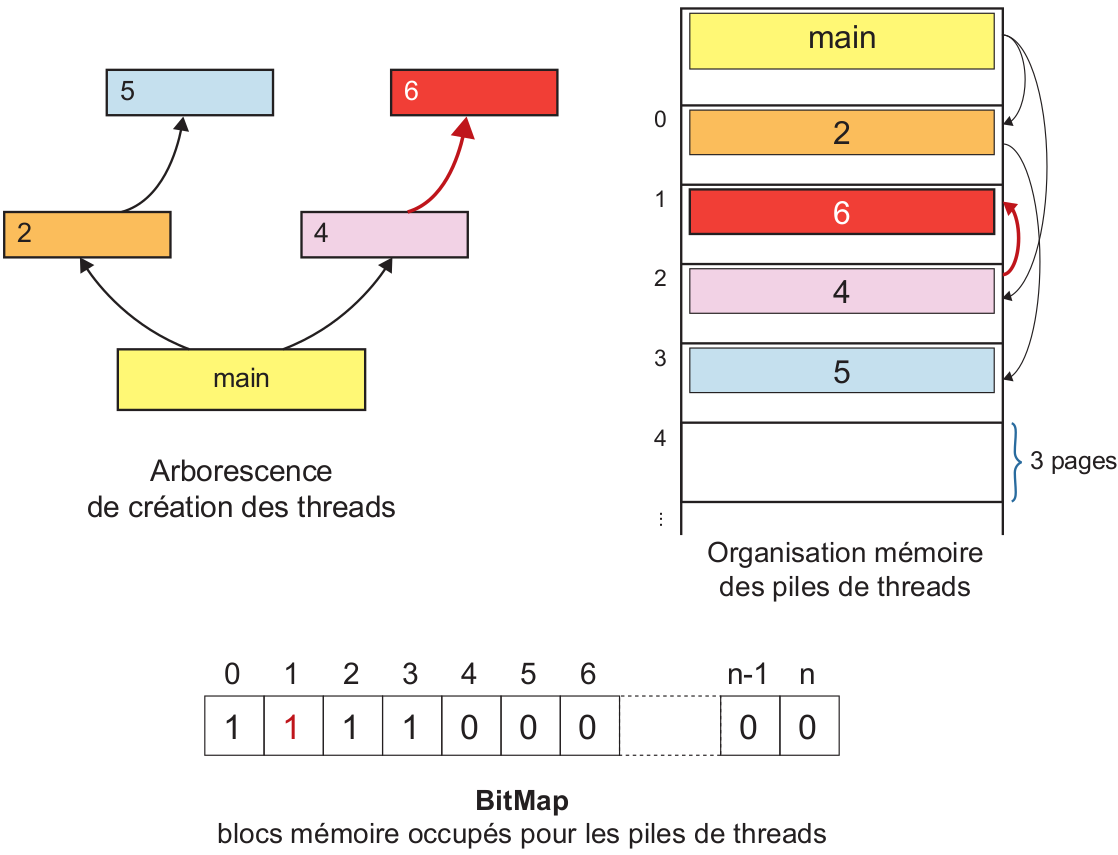 5
6
2
4
main
Arborescence
de création des threads
main
0
2
1
6
2
4
3
5
4
3 pages
...
Organisation mémoire
des piles de threads
0 1 2 3 4 5 6 n-1 n
1 1 1 1 0 0 0 0 0
BitMap
blocs mémoire occupés pour les piles de threads